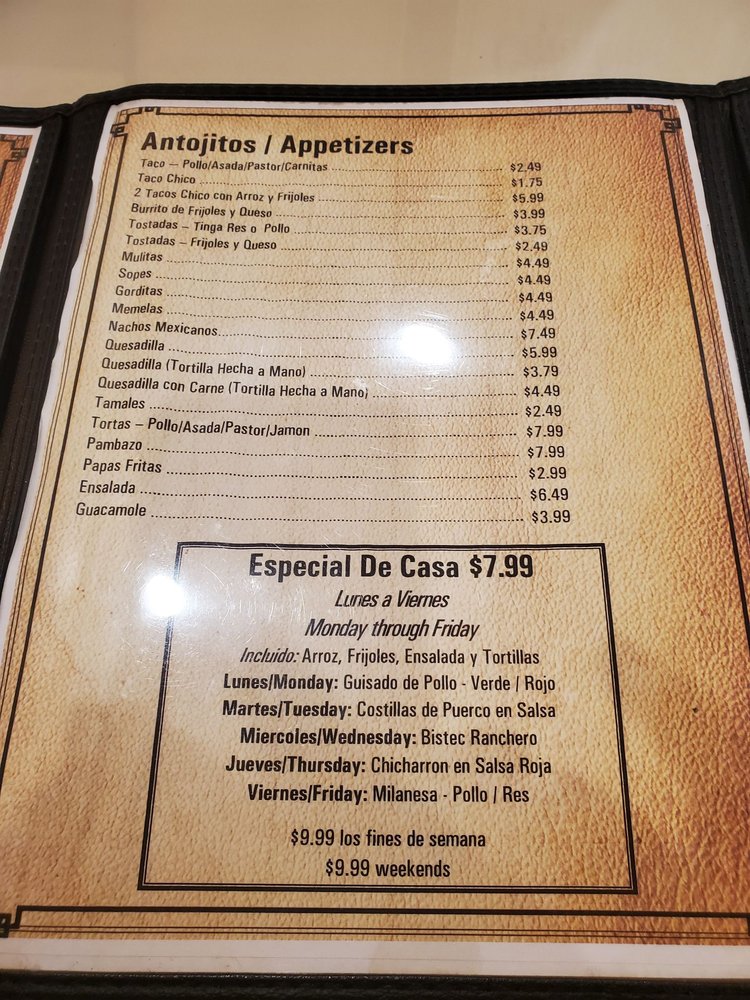 Antojitos / Appetizers
Taco – Pollo/Asada/Pastor/Carnitas $2.49
Taco Chico $1.75
2 Tacos Chico con Arroz y Frijoles $5.99
Burrito de Frijoles y Queso $3.99
Tostadas – Tinga Res o Pollo $3.75
Tostadas – Frijoles y Queso $2.49
Mulitas $4.49
Sopes $4.49
Gorditas $4.49
Memelas $4.49
Nachos Mexicanos $7.49
Quesadilla $5.99
Quesadilla (Tortilla Hecha a Mano) $3.79
Quesadilla con Carne (Tortilla Hecha a Mano) $4.49
Tamales $2.49
Tortas – Pollo/Asada/Pastor/Jamon $7.99
Pambazo $7.99
Papas Fritas $2.99
Ensalada $6.49
Guacamole $3.99
Especial De Casa $7.99
Lunes a Viernes
Monday through Friday
Incluido: Arroz, Frijoles, Ensalada y Tortillas
Lunes/Monday: Guisado de Pollo - Verde / Rojo
Martes/Tuesday: Costillas de Puerco en Salsa
Miercoles/Wednesday: Bistec Ranchero
Jueves/Thursday: Chicharron en Salsa Roja
Viernes/Friday: Milanesa - Pollo / Res
$9.99 los fines de semana
$9.99 weekends